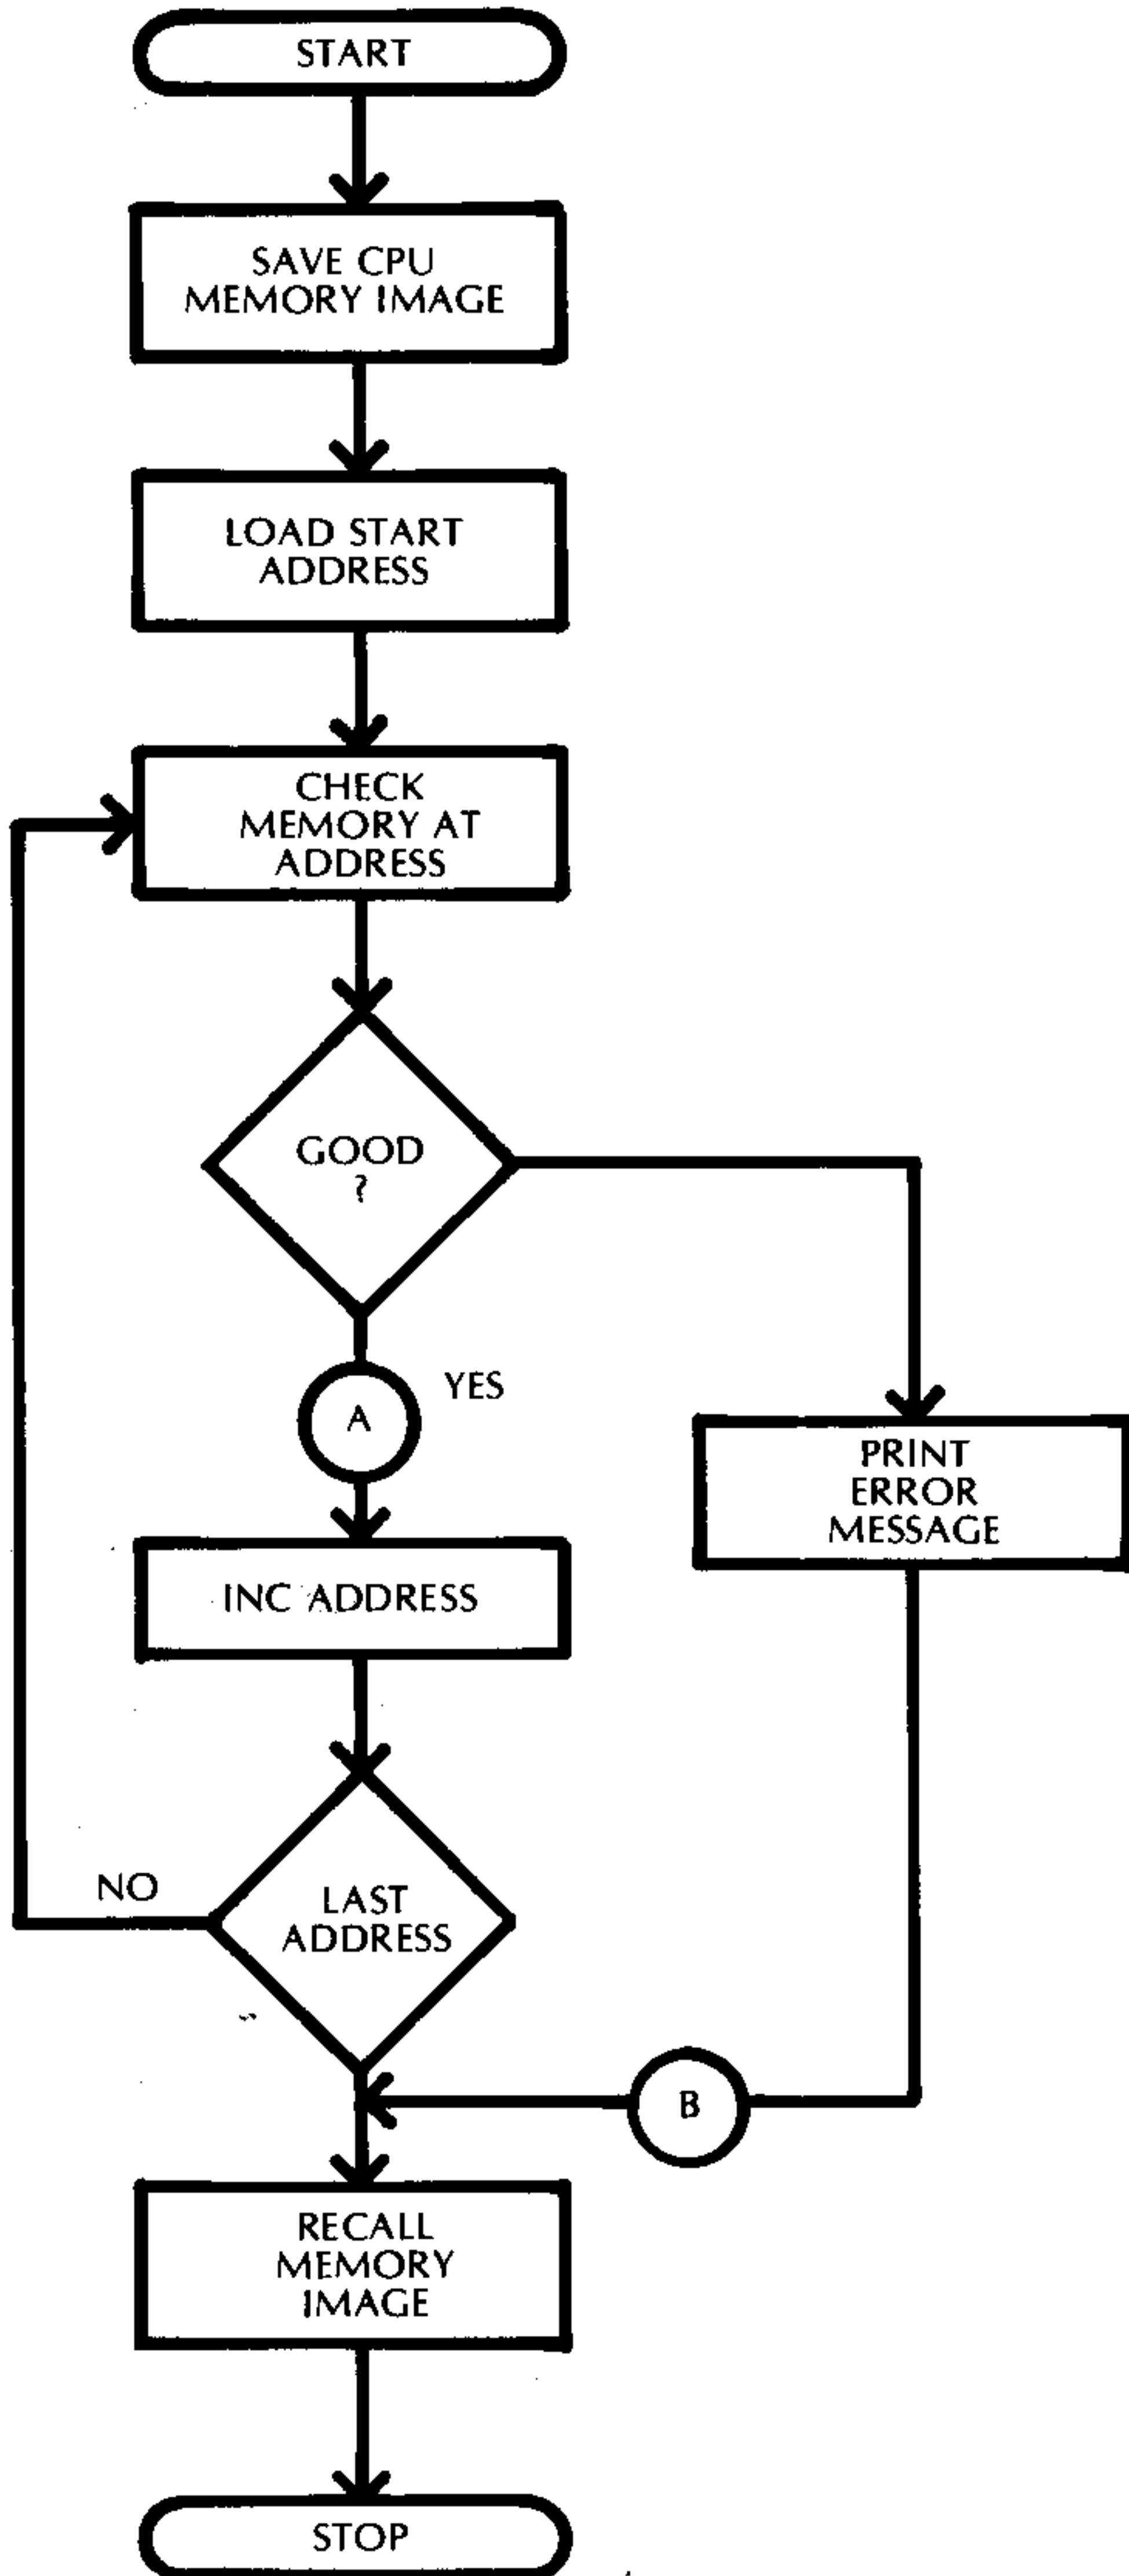 START
SAVE CPU
MEMORY IMAGE
LOAD START
ADDRESS
CHECK
MEMORY AT
ADDRESS
GOOD
?
YES
A
PRINT
ERROR
MESSAGE
INC ADDRESS
NO
LAST
ADDRESS
B
RECALL
MEMORY
IMAGE
STOP